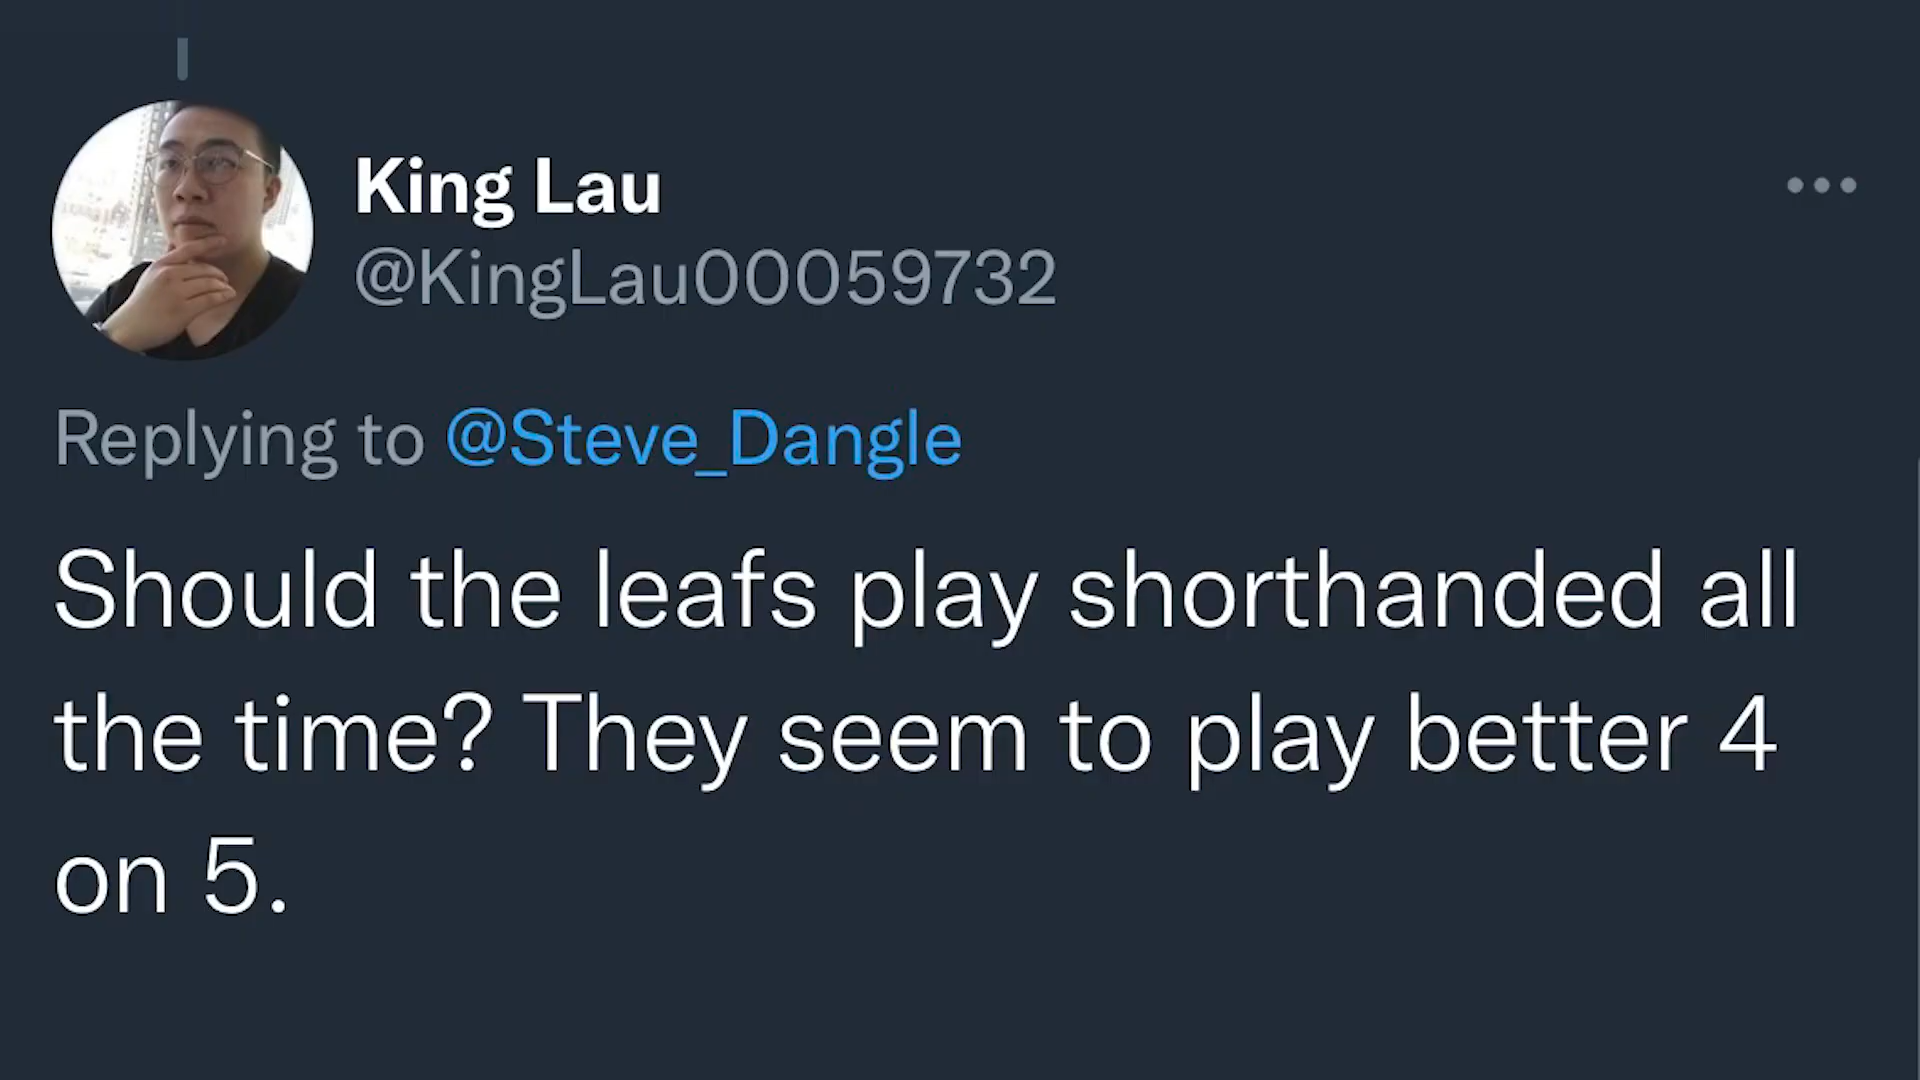 King Lau
@KingLau00059732
Replying to @Steve_Dangle
Should the leafs play shorthanded all
the time? They seem to play better 4
on 5.